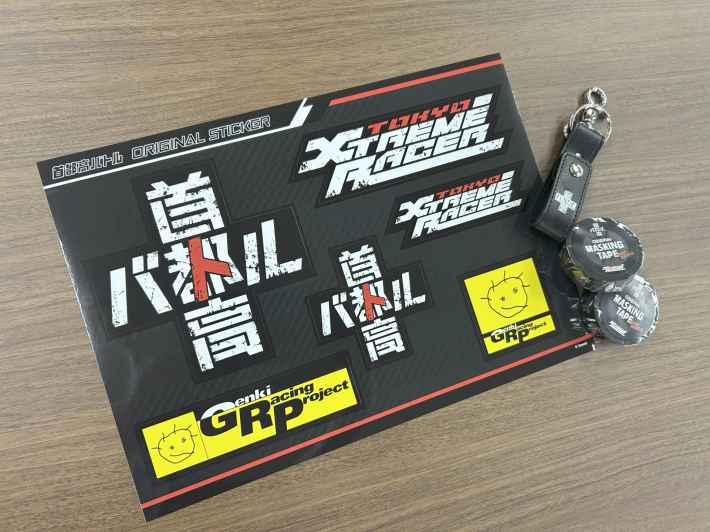 首都高バトル ORIGINAL STICKER
TOKYO
XTREME
RACER
TOKYO
XTREME
RACER
首
バトル
都
高
首
バトル
都
高
Genki
Racing
Project
GRP
Genki
Racing Project
MASKING
TAPE
MASKING
TAPE